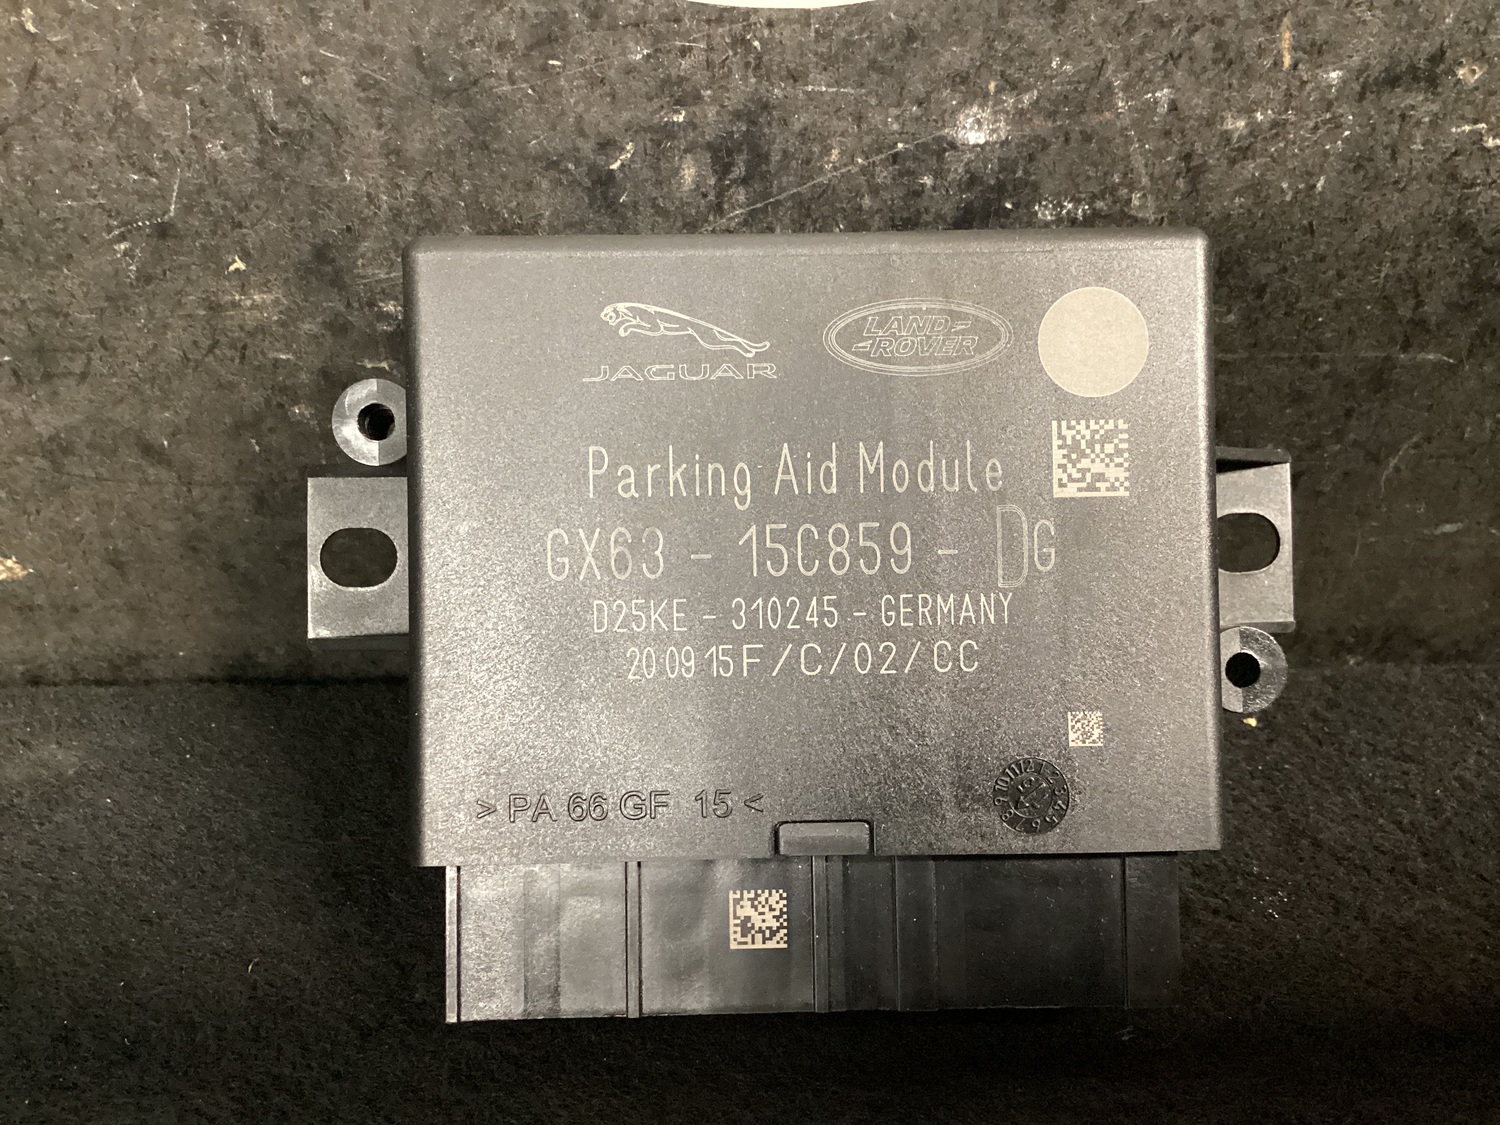 JAGUAR
LAND-
-ROVER
Parking Aid Module
GX63 - 15C859 - DG
D25KE - 310245 - GERMANY
20 09 15 F/C/02/CC
>PA 66 GF 15<